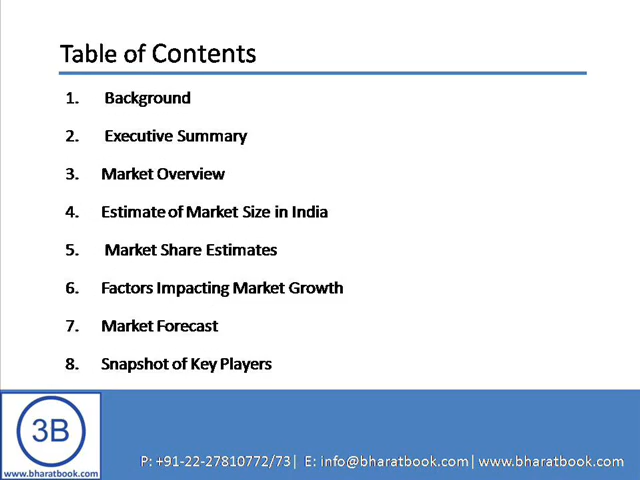 Table of Contents
1. Background
2. Executive Summary
3. Market Overview
4. Estimate of Market Size in India
5. Market Share Estimates
6. Factors Impacting Market Growth
7. Market Forecast
8. Snapshot of Key Players
3B
www.bharatbook.com
P: +91-22-27810772/73| E: info@bharatbook.com| www.bharatbook.com